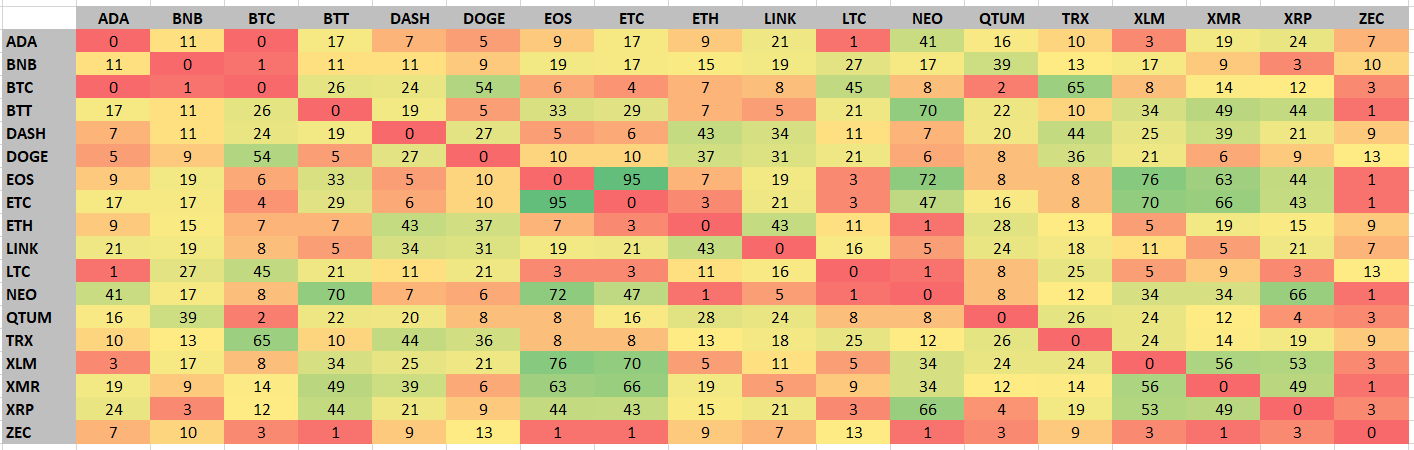 ADA BNB BTC BTT DASH DOGE EOS ETC ETH LINK LTC NEO QTUM TRX XLM XMR XRP ZEC
ADA 0 11 0 17 7 5 9 17 9 21 1 41 16 10 3 19 24 7
BNB 11 0 1 11 11 9 19 17 15 19 27 17 39 13 17 9 3 10
BTC 0 1 0 26 24 54 6 4 7 8 45 8 2 65 8 14 12 3
BTT 17 11 26 0 19 5 33 29 7 5 21 70 22 10 34 49 44 1
DASH 7 11 24 19 0 27 5 6 43 34 11 7 20 44 25 39 21 9
DOGE 5 9 54 5 27 0 10 10 37 31 21 6 8 36 21 6 9 13
EOS 9 19 6 33 5 10 0 95 7 19 3 72 8 8 76 63 44 1
ETC 17 17 4 29 6 10 95 0 3 21 3 47 16 8 70 66 43 1
ETH 9 15 7 7 43 37 7 3 0 43 11 1 28 13 5 19 15 9
LINK 21 19 8 5 34 31 19 21 43 0 16 5 24 18 11 5 21 7
LTC 1 27 45 21 11 21 3 3 11 16 0 1 8 25 5 9 3 13
NEO 41 17 8 70 7 6 72 47 1 5 1 0 8 12 34 34 66 1
QTUM 16 39 2 22 20 8 8 16 28 24 8 8 0 26 24 12 4 3
TRX 10 13 65 10 44 36 8 8 13 18 25 12 26 0 24 14 19 9
XLM 3 17 8 34 25 21 76 70 5 11 5 34 24 24 0 56 53 3
XMR 19 9 14 49 39 6 63 66 19 5 9 34 12 14 56 0 49 1
XRP 24 3 12 44 21 9 44 43 15 21 3 66 4 19 53 49 0 3
ZEC 7 10 3 1 9 13 1 1 9 7 13 1 3 9 3 1 3 0